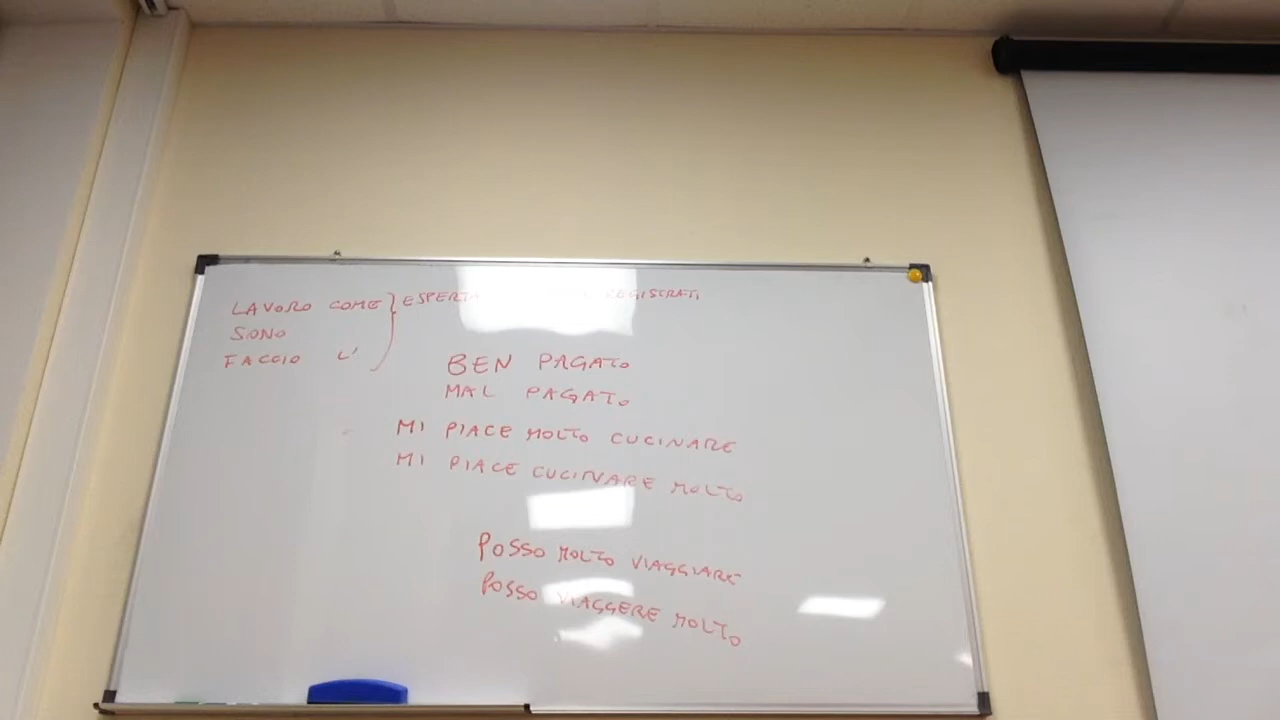 LAVORO COME } ESPERTA REGISTRATI
SONO
FACCIO L'
BEN PAGATO
MAL PAGATO
MI PIACE MOLTO CUCINARE
MI PIACE CUCINARE MOLTO
POSSO MOLTO VIAGGIARE
POSSO VIAGGERE MOLTO